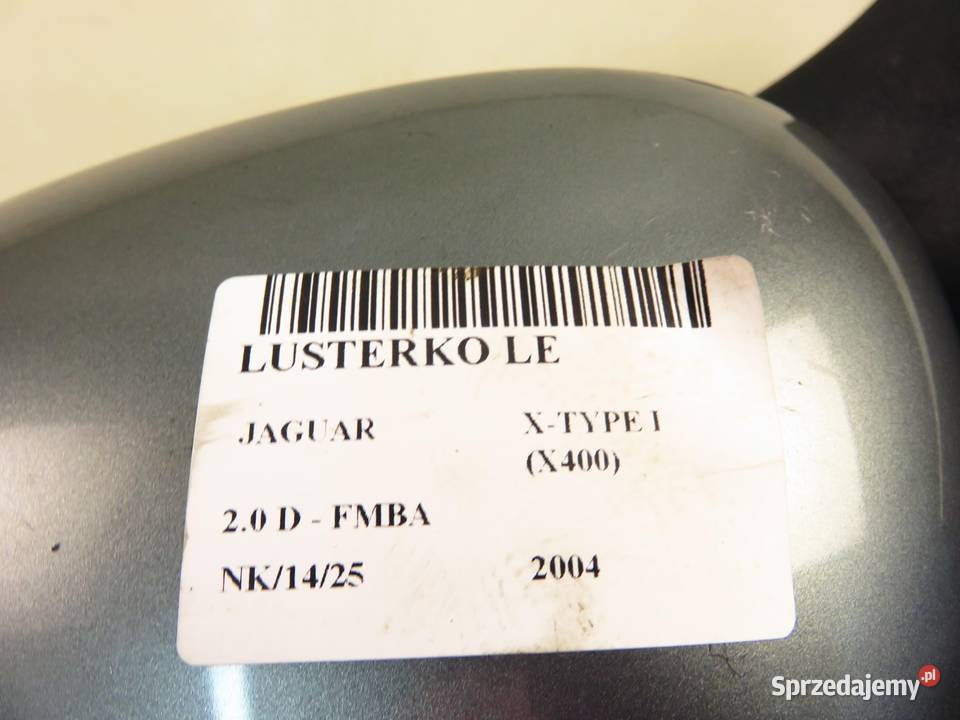 LUSTERKO LE
JAGUAR X-TYPE I
(X400)
2.0 D - FMBA
NK/14/25 2004
Sprzedajemy.pl